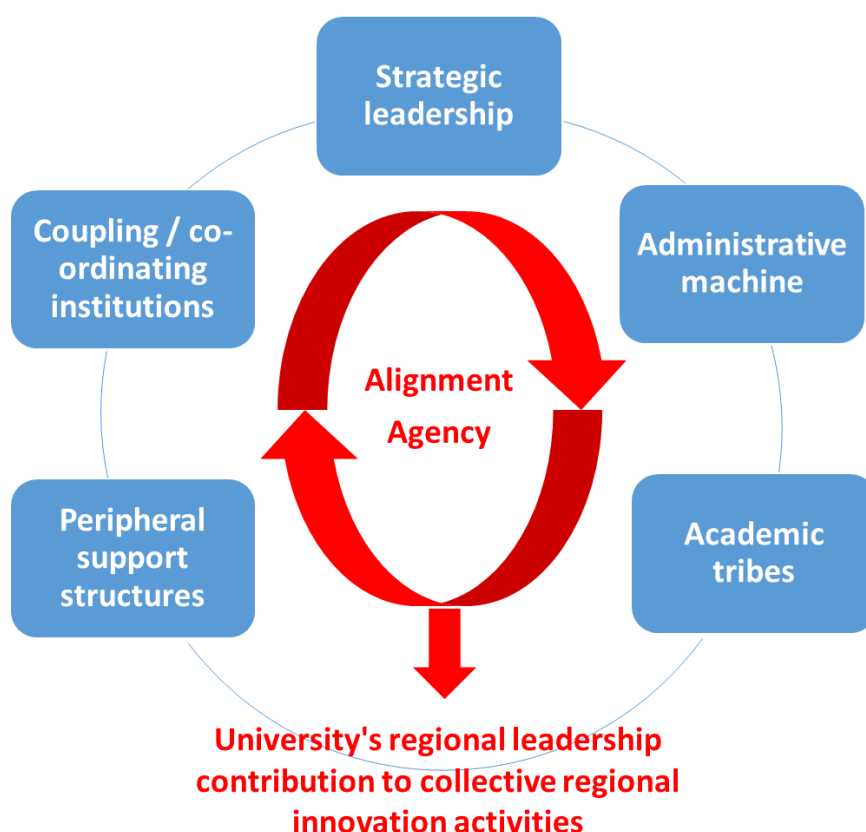 Strategic
leadership
Coupling / co-
ordinating
institutions
Administrative
machine
Alignment
Agency
Peripheral
support
structures
Academic
tribes
University's regional leadership
contribution to collective regional
innovation activities